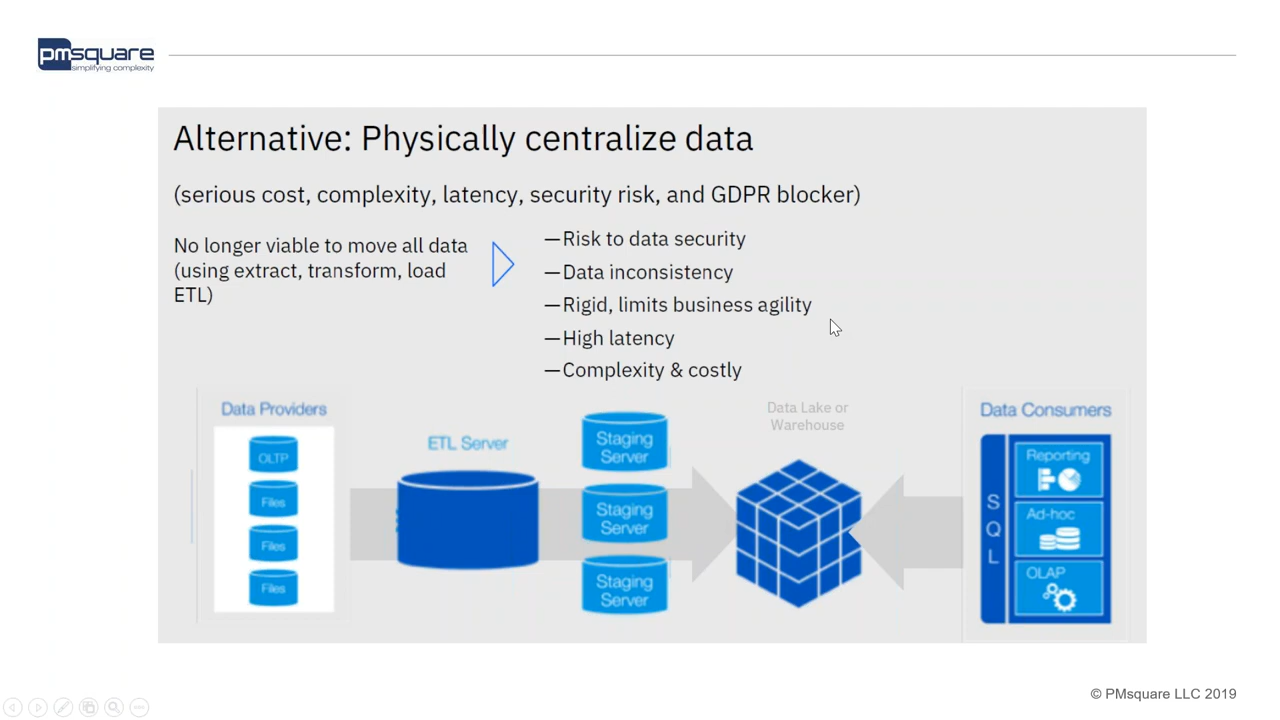 pmsquare
simplifying complexity
Alternative: Physically centralize data
(serious cost, complexity, latency, security risk, and GDPR blocker)
No longer viable to move all data
(using extract, transform, load
ETL)
—Risk to data security
—Data inconsistency
—Rigid, limits business agility
—High latency
—Complexity & costly
Data Providers
OLTP
Files
Files
Files
ETL Server
Staging
Server
Staging
Server
Staging
Server
Data Lake or
Warehouse
Data Consumers
S
Q
L
Reporting
Ad-hoc
OLAP
© PMsquare LLC 2019